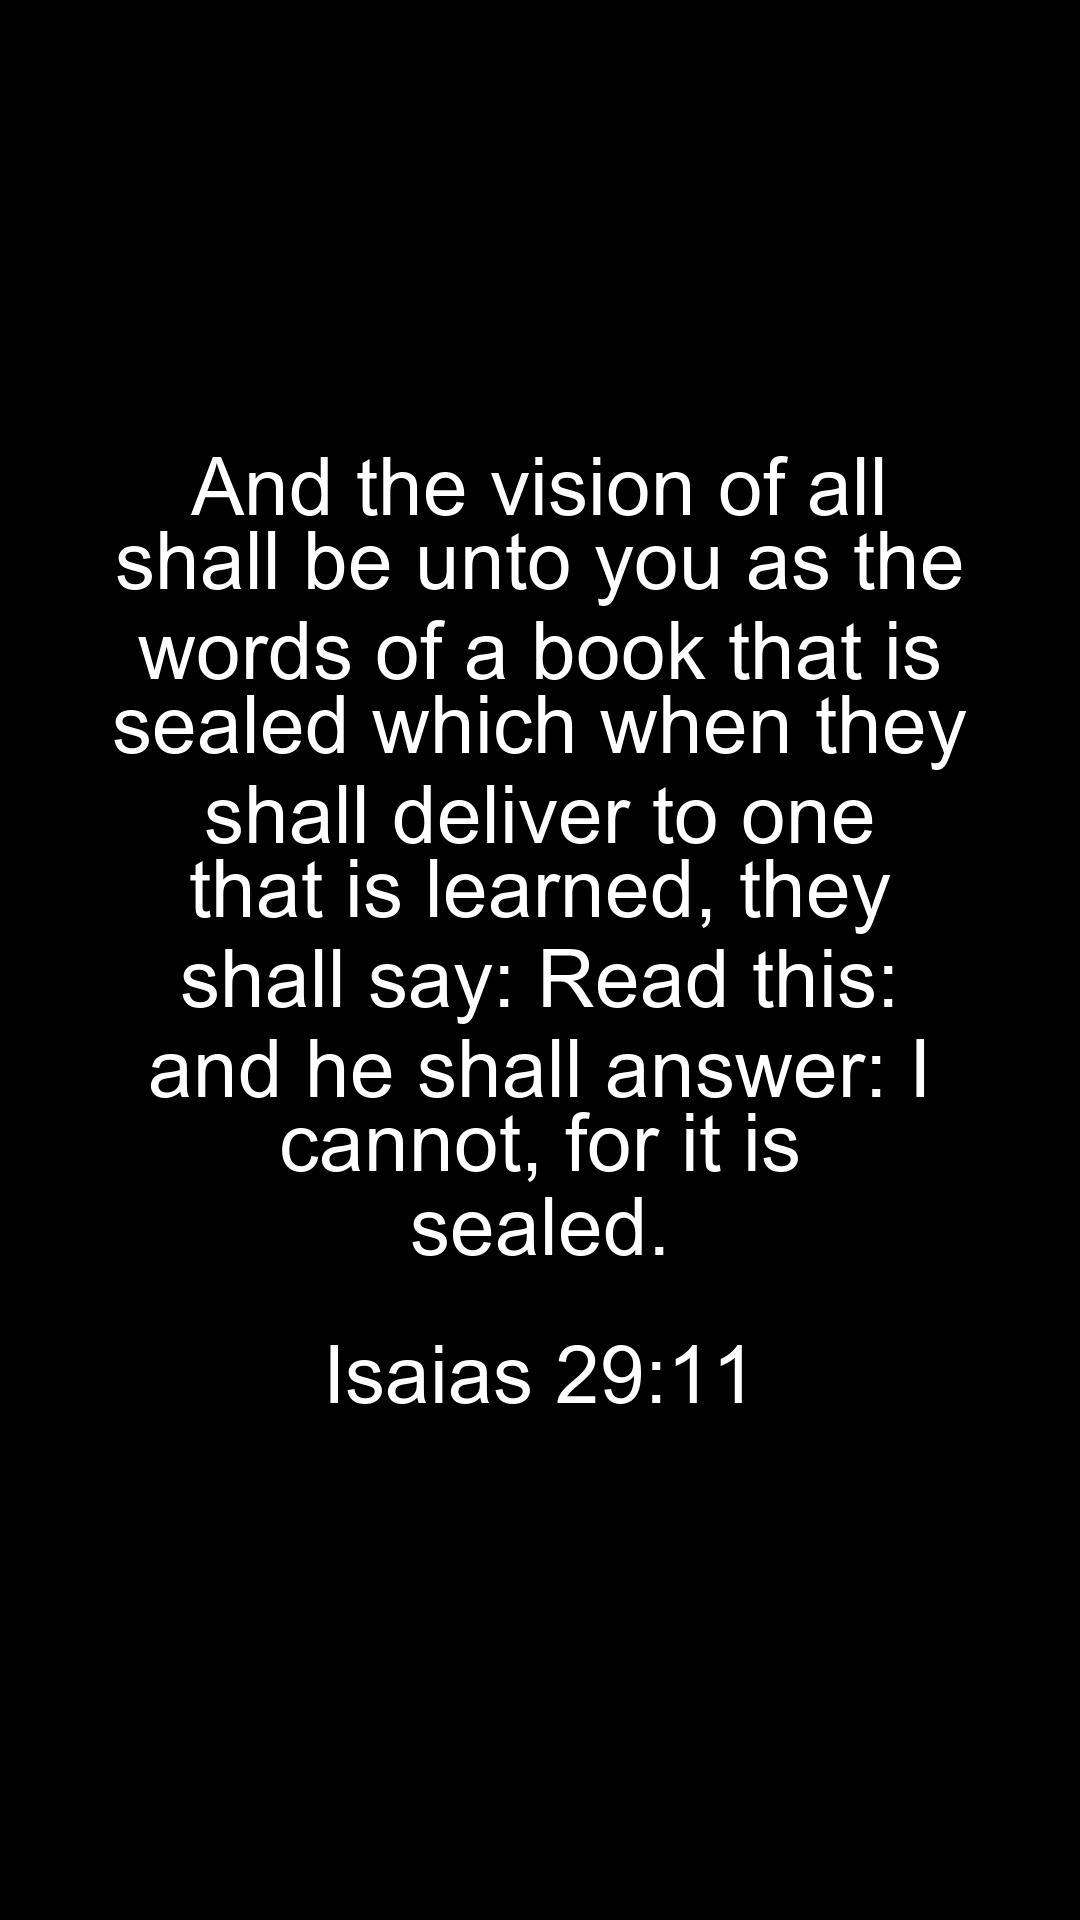 And the vision of all
shall be unto you as the
words of a book that is
sealed which when they
shall deliver to one
that is learned, they
shall say: Read this:
and he shall answer: I
cannot, for it is
sealed.
Isaias 29:11